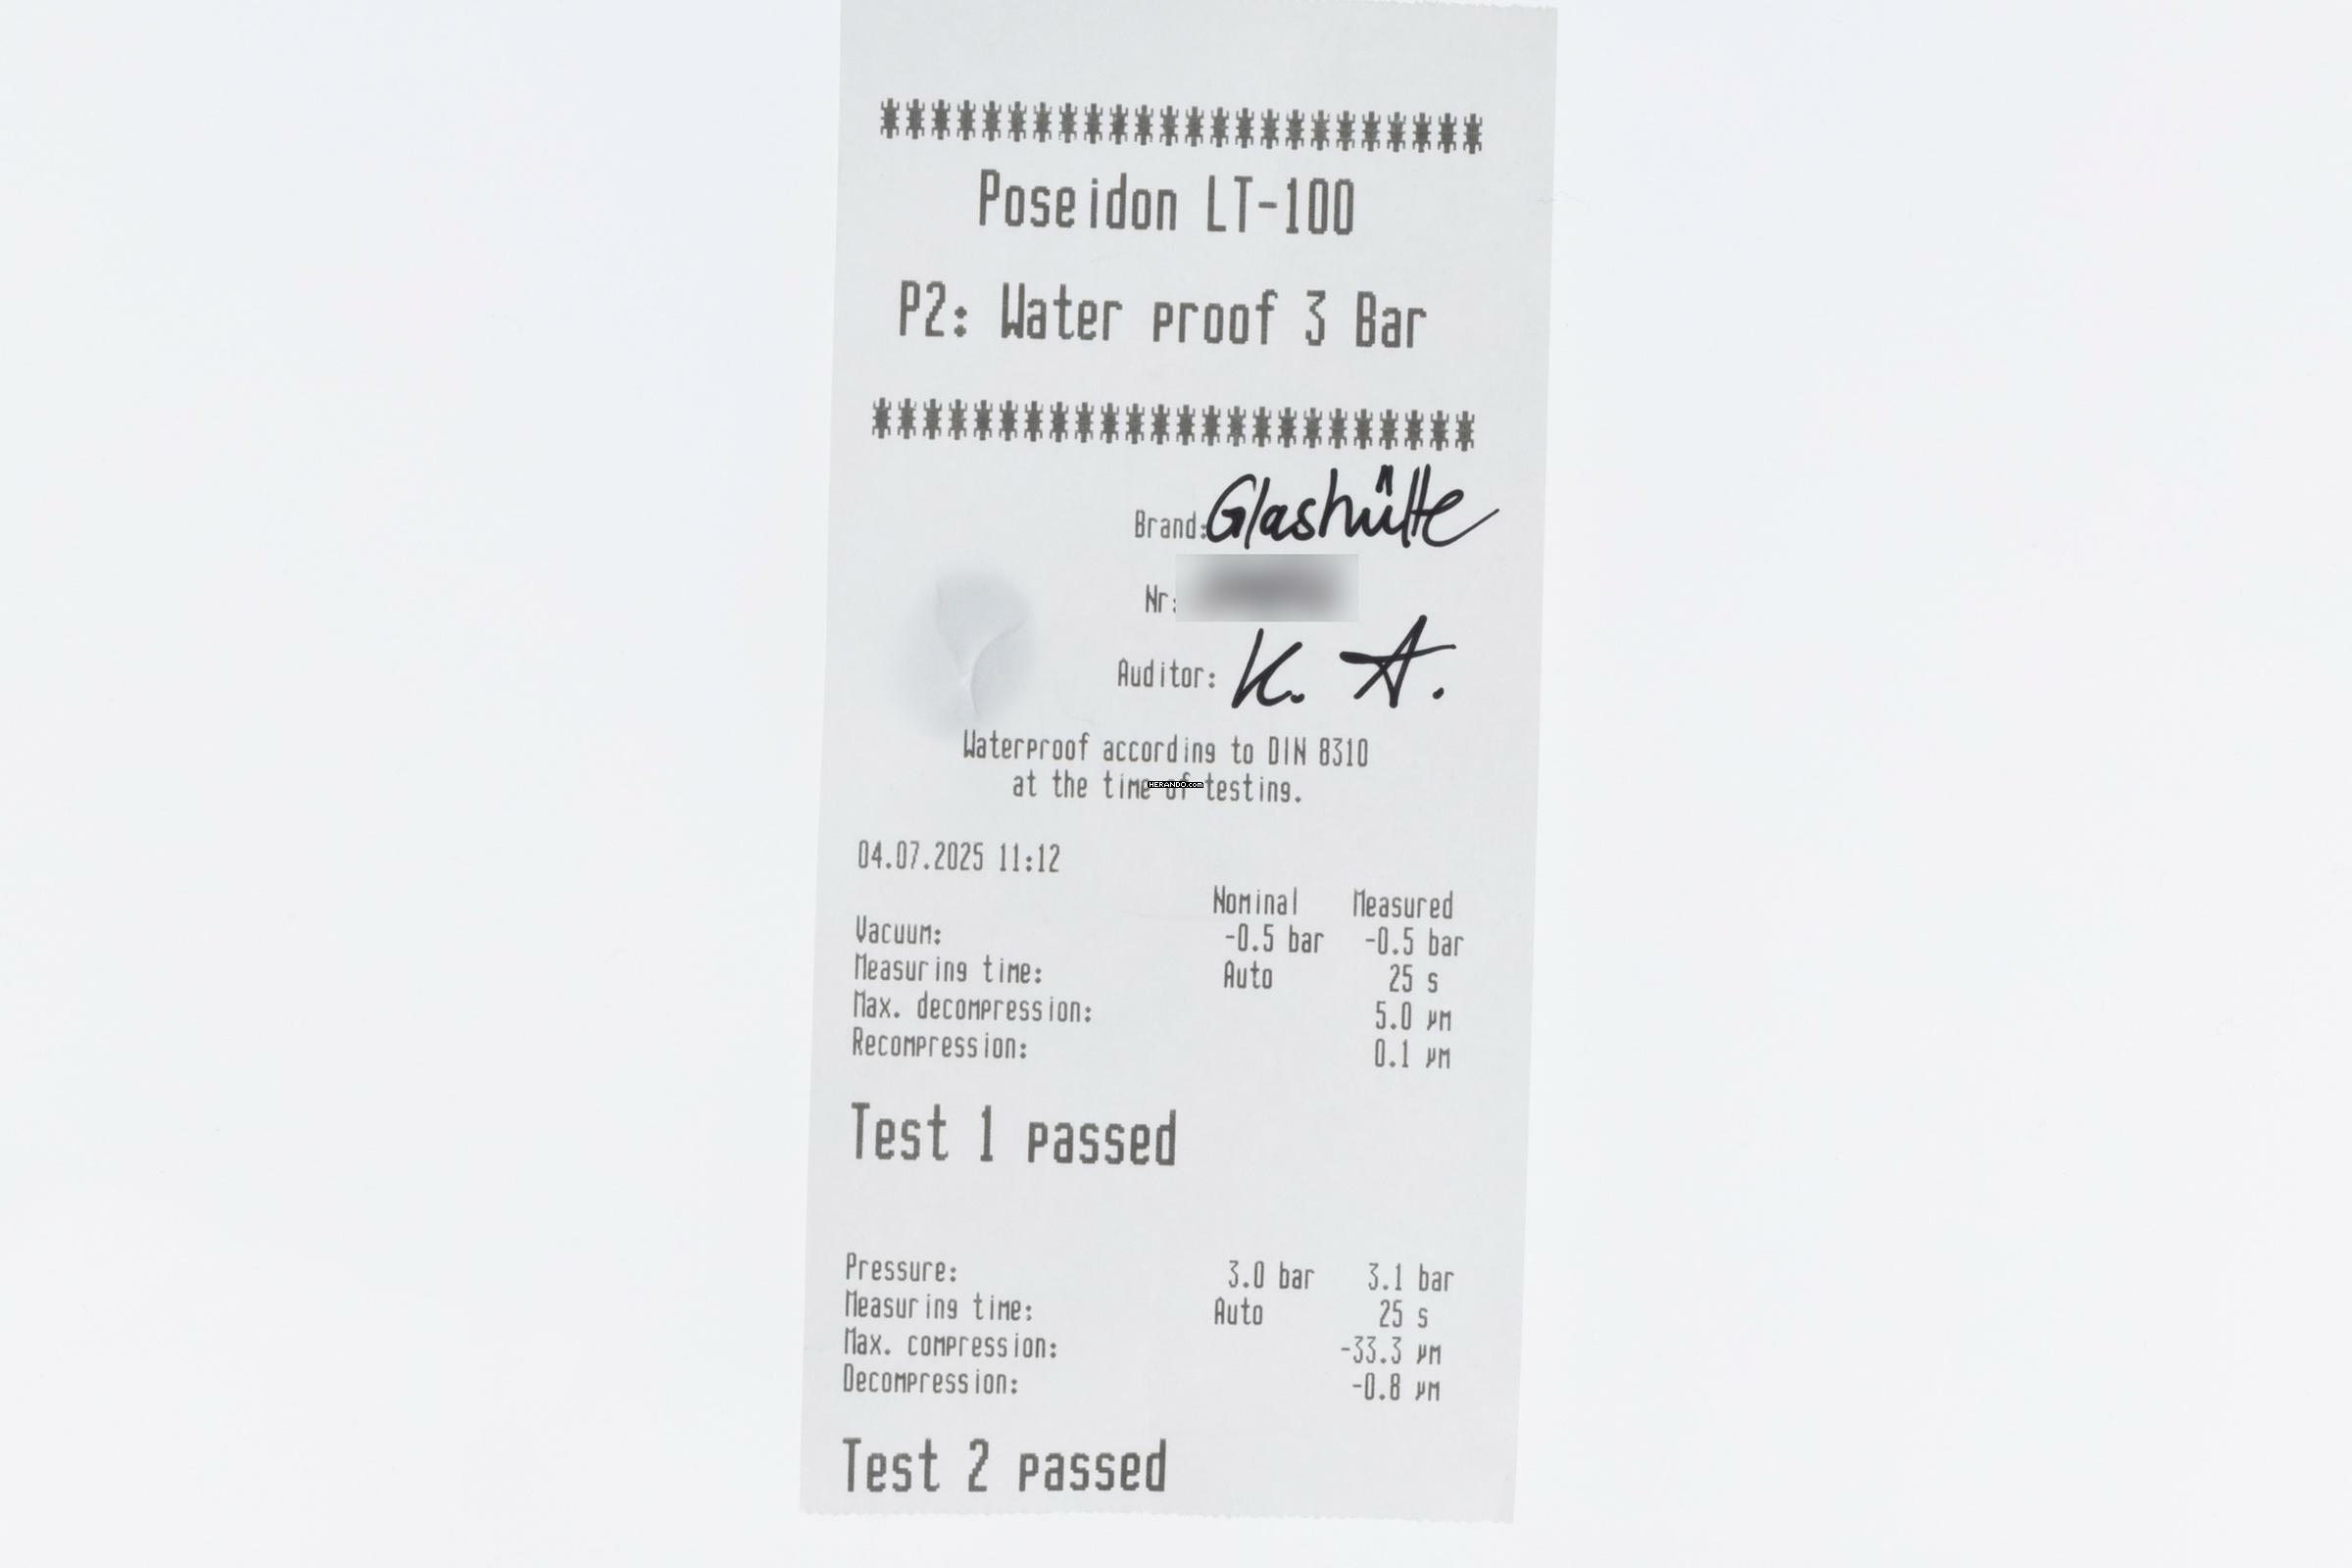 ************************
Poseidon LT-100
P2: Water proof 3 Bar
************************
Brand: Glashütte
Nr:
Auditor: K. A.
Waterproof according to DIN 8310
at the time of testing.
HERANDO.com
04.07.2025 11:12
Nominal Measured
Vacuum: -0.5 bar -0.5 bar
Measuring time: Auto 25 s
Max. decompression: 5.0 µm
Recompression: 0.1 µm
Test 1 passed
Pressure: 3.0 bar 3.1 bar
Measuring time: Auto 25 s
Max. compression: -33.3 µm
Decompression: -0.8 µm
Test 2 passed